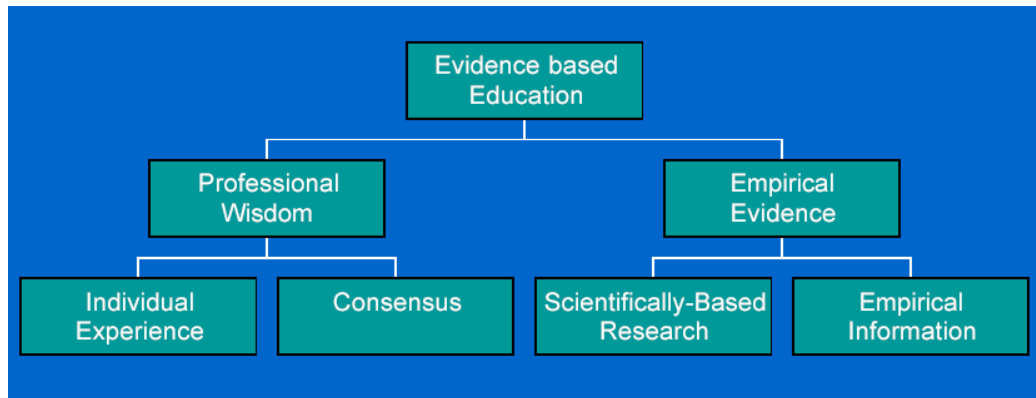 Evidence based
Education
Professional
Wisdom
Empirical
Evidence
Individual
Experience
Consensus
Scientifically-Based
Research
Empirical
Information